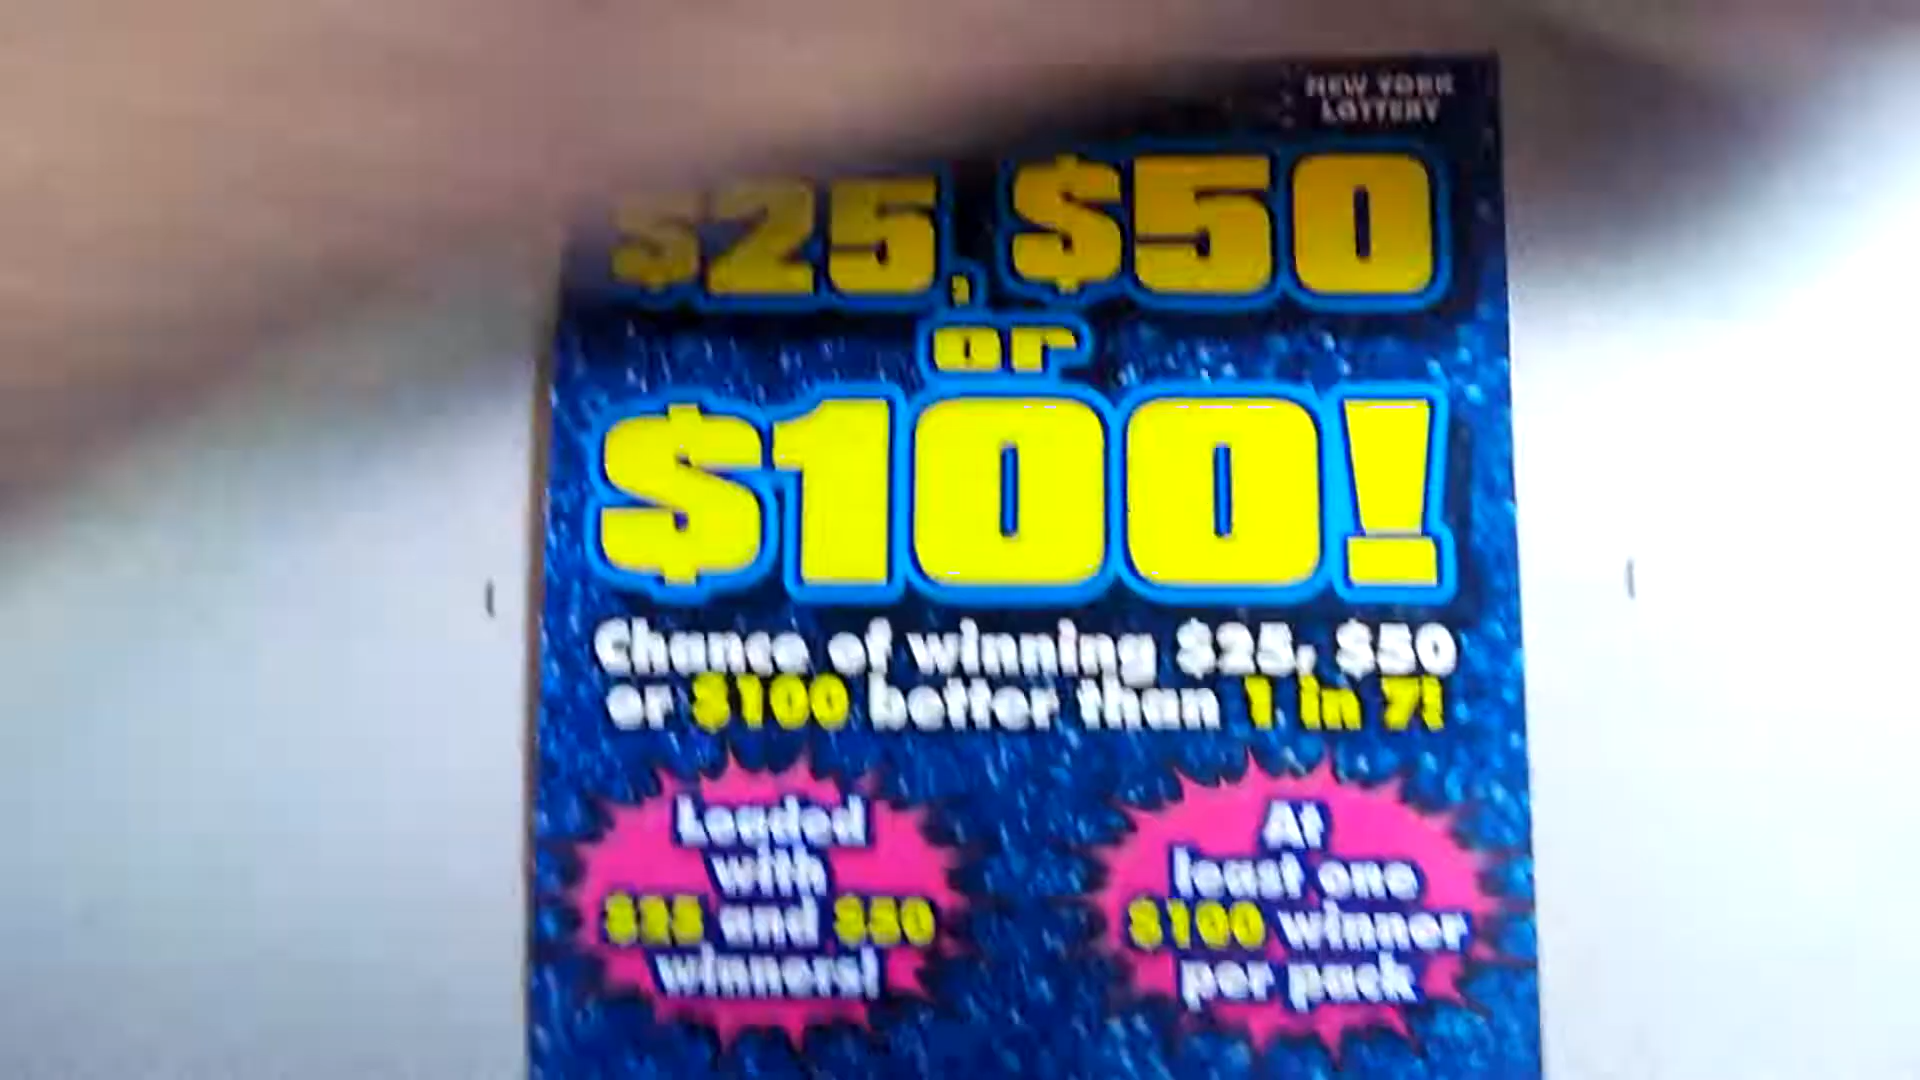 NEW YORK
LOTTERY
$25, $50
or
$100!
Chance of winning $25, $50
or $100 better than 1 in 7!
Loaded
with
$25 and $50
winners!
At
least one
$100 winner
per pack